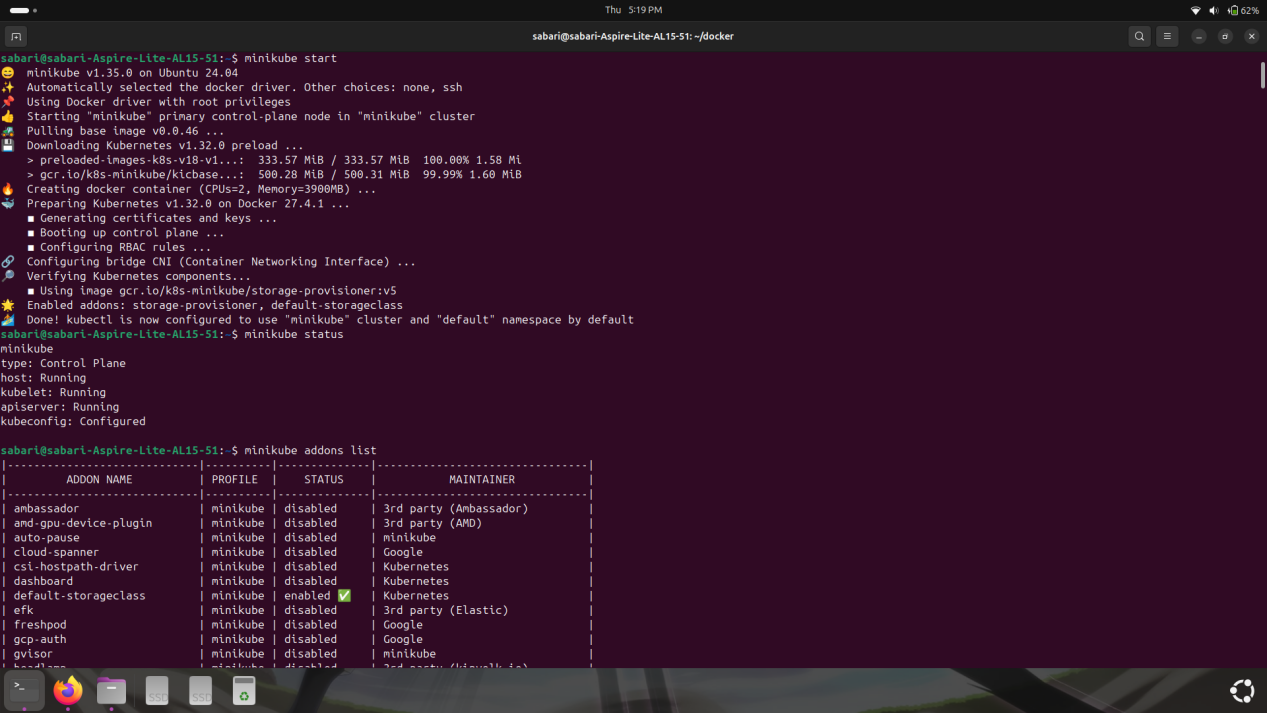 Thu 5:19 PM
62%
sabari@sabari-Aspire-Lite-AL15-51: ~/docker
sabari@sabari-Aspire-Lite-AL15-51:~$ minikube start
minikube v1.35.0 on Ubuntu 24.04
Automatically selected the docker driver. Other choices: none, ssh
Using Docker driver with root privileges
Starting "minikube" primary control-plane node in "minikube" cluster
Pulling base image v0.0.46 ...
Downloading Kubernetes v1.32.0 preload ...
> preloaded-images-k8s-v18-v1...: 333.57 MiB / 333.57 MiB 100.00% 1.58 Mi
> gcr.io/k8s-minikube/kicbase...: 500.28 MiB / 500.31 MiB 99.99% 1.60 MiB
Creating docker container (CPUs=2, Memory=3900MB) ...
Preparing Kubernetes v1.32.0 on Docker 27.4.1 ...
▪ Generating certificates and keys ...
▪ Booting up control plane ...
▪ Configuring RBAC rules ...
Configuring bridge CNI (Container Networking Interface) ...
Verifying Kubernetes components...
▪ Using image gcr.io/k8s-minikube/storage-provisioner:v5
Enabled addons: storage-provisioner, default-storageclass
Done! kubectl is now configured to use "minikube" cluster and "default" namespace by default
sabari@sabari-Aspire-Lite-AL15-51:~$ minikube status
minikube
type: Control Plane
host: Running
kubelet: Running
apiserver: Running
kubeconfig: Configured
sabari@sabari-Aspire-Lite-AL15-51:~$ minikube addons list
|-----------------------------|----------|--------------|--------------------------------|
| ADDON NAME | PROFILE | STATUS | MAINTAINER |
|-----------------------------|----------|--------------|--------------------------------|
| ambassador | minikube | disabled | 3rd party (Ambassador) |
| amd-gpu-device-plugin | minikube | disabled | 3rd party (AMD) |
| auto-pause | minikube | disabled | minikube |
| cloud-spanner | minikube | disabled | Google |
| csi-hostpath-driver | minikube | disabled | Kubernetes |
| dashboard | minikube | disabled | Kubernetes |
| default-storageclass | minikube | enabled ✅ | Kubernetes |
| efk | minikube | disabled | 3rd party (Elastic) |
| freshpod | minikube | disabled | Google |
| gcp-auth | minikube | disabled | Google |
| gvisor | minikube | disabled | minikube |
| headlamp | minikube | disabled | 3rd party (kinvolk.io) |
>_
SSD SSD